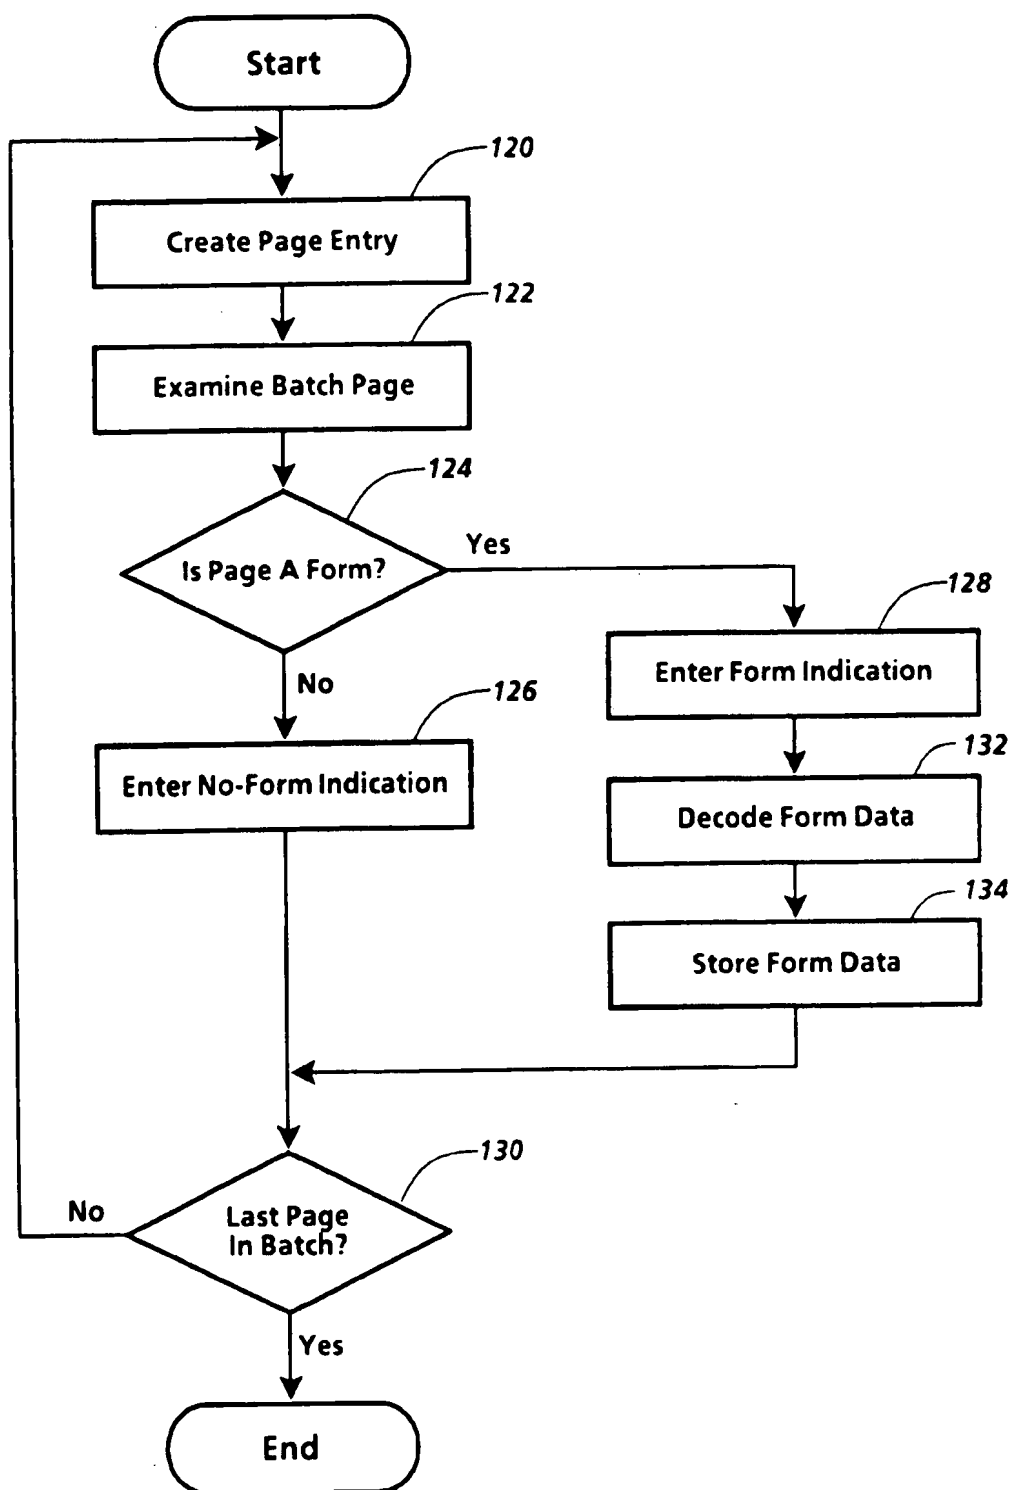 Start
120
Create Page Entry
122
Examine Batch Page
124
Is Page A Form?
Yes
No
128
Enter Form Indication
126
Enter No-Form Indication
132
Decode Form Data
134
Store Form Data
130
Last Page
In Batch?
No
Yes
End